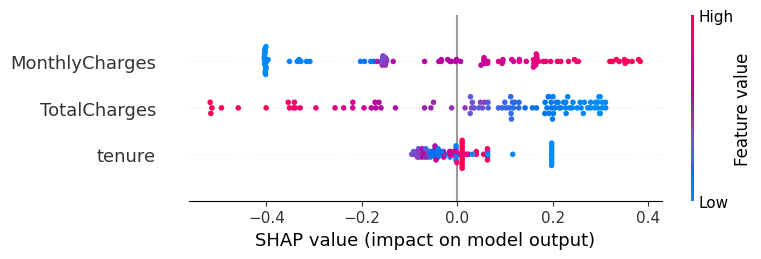 High
MonthlyCharges
TotalCharges
tenure
Feature value
Low
−0.4 −0.2 0.0 0.2 0.4
SHAP value (impact on model output)